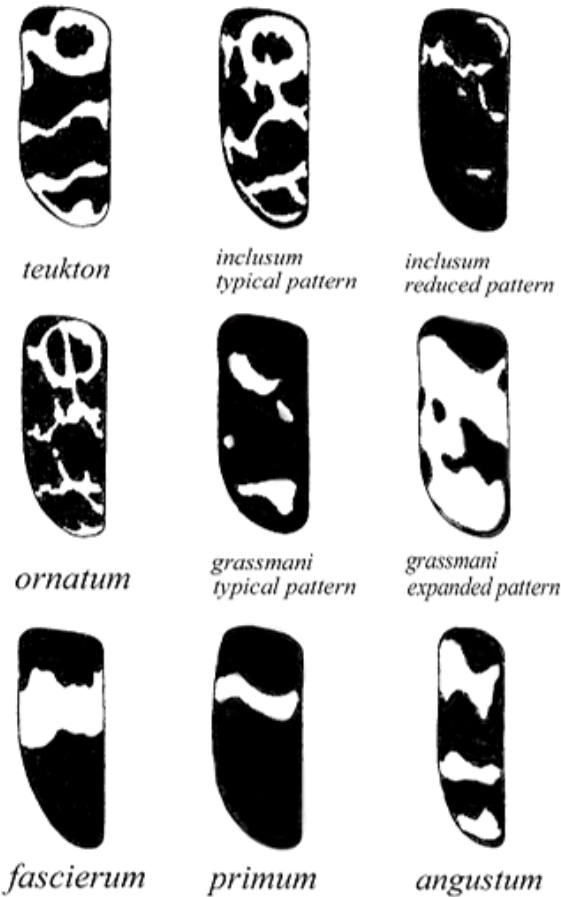 teukton
inclusum
typical pattern
inclusum
reduced pattern
ornatum
grassmani
typical pattern
grassmani
expanded pattern
fascierum
primum
angustum